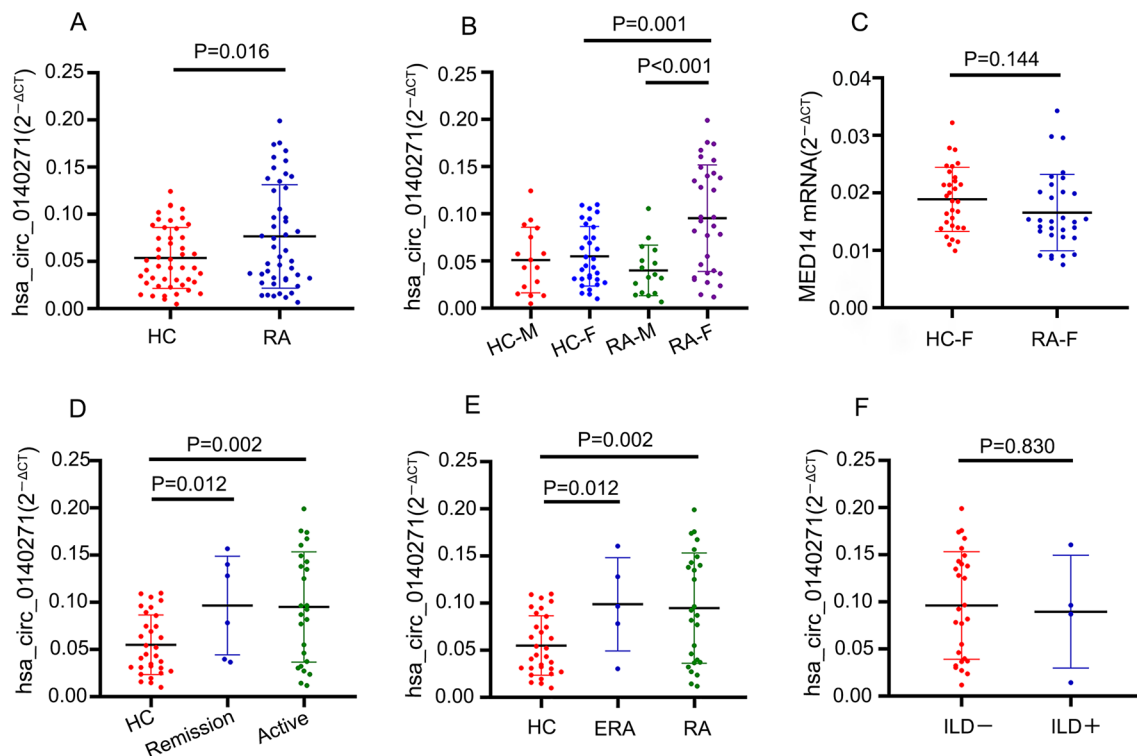 A
P=0.016
hsa_circ_0140271(2−ΔCT)
0.25
0.20
0.15
0.10
0.05
0.00
HC
RA
B
P=0.001
P<0.001
hsa_circ_0140271(2−ΔCT)
0.25
0.20
0.15
0.10
0.05
0.00
HC-M
HC-F
RA-M
RA-F
C
P=0.144
MED14 mRNA(2−ΔCT)
0.04
0.03
0.02
0.01
0.00
HC-F
RA-F
D
P=0.002
P=0.012
hsa_circ_0140271(2−ΔCT)
0.25
0.20
0.15
0.10
0.05
0.00
HC
Remission
Active
E
P=0.002
P=0.012
hsa_circ_0140271(2−ΔCT)
0.25
0.20
0.15
0.10
0.05
0.00
HC
ERA
RA
F
P=0.830
hsa_circ_0140271(2−ΔCT)
0.25
0.20
0.15
0.10
0.05
0.00
ILD−
ILD+